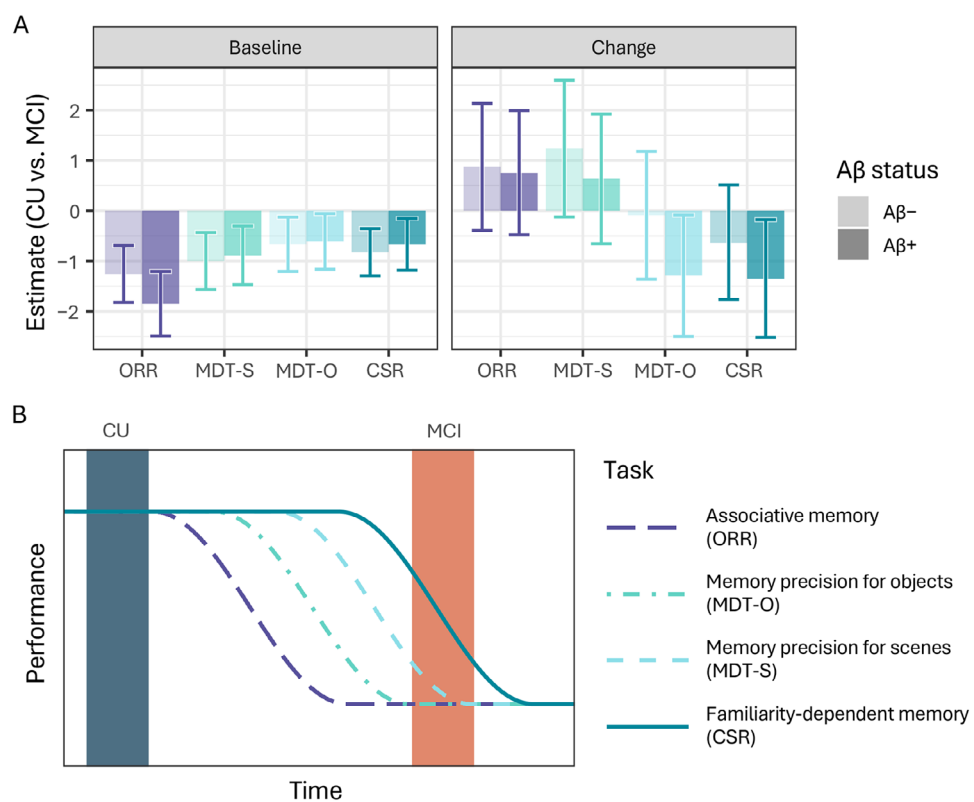 A
Baseline
Change
Estimate (CU vs. MCI)
2
1
0
−1
−2
ORR
MDT-S
MDT-O
CSR
ORR
MDT-S
MDT-O
CSR
Aβ status
Aβ−
Aβ+
B
CU
MCI
Performance
Time
Task
Associative memory
(ORR)
Memory precision for objects
(MDT-O)
Memory precision for scenes
(MDT-S)
Familiarity-dependent memory
(CSR)